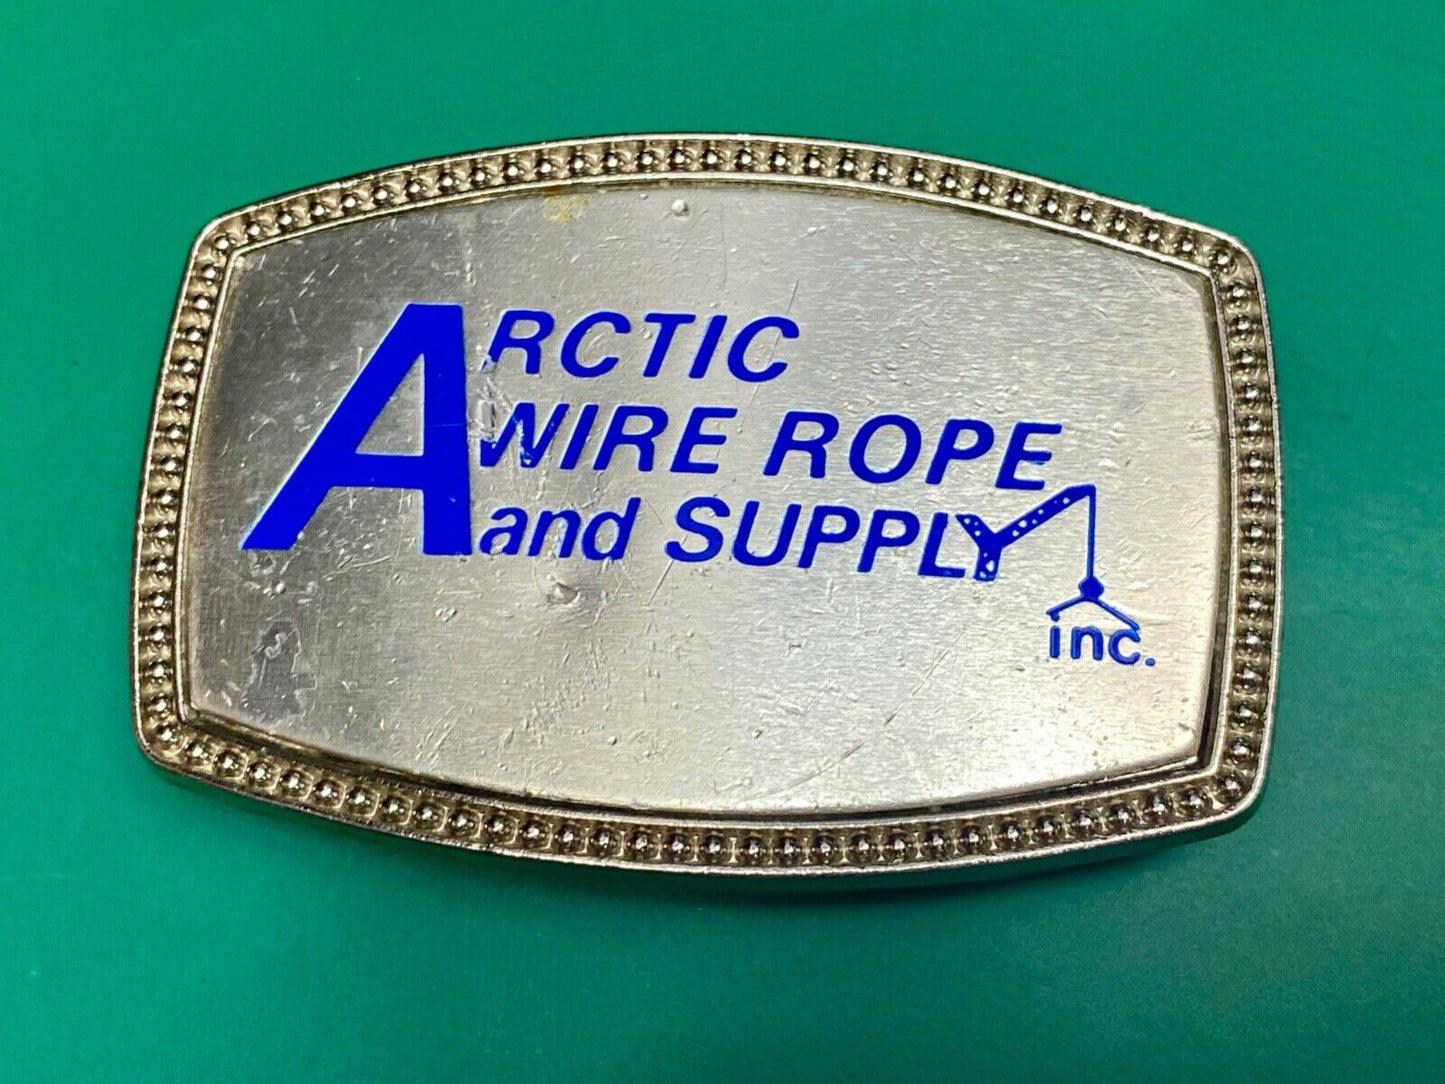 ARCTIC
WIRE ROPE
and SUPPLY
inc.